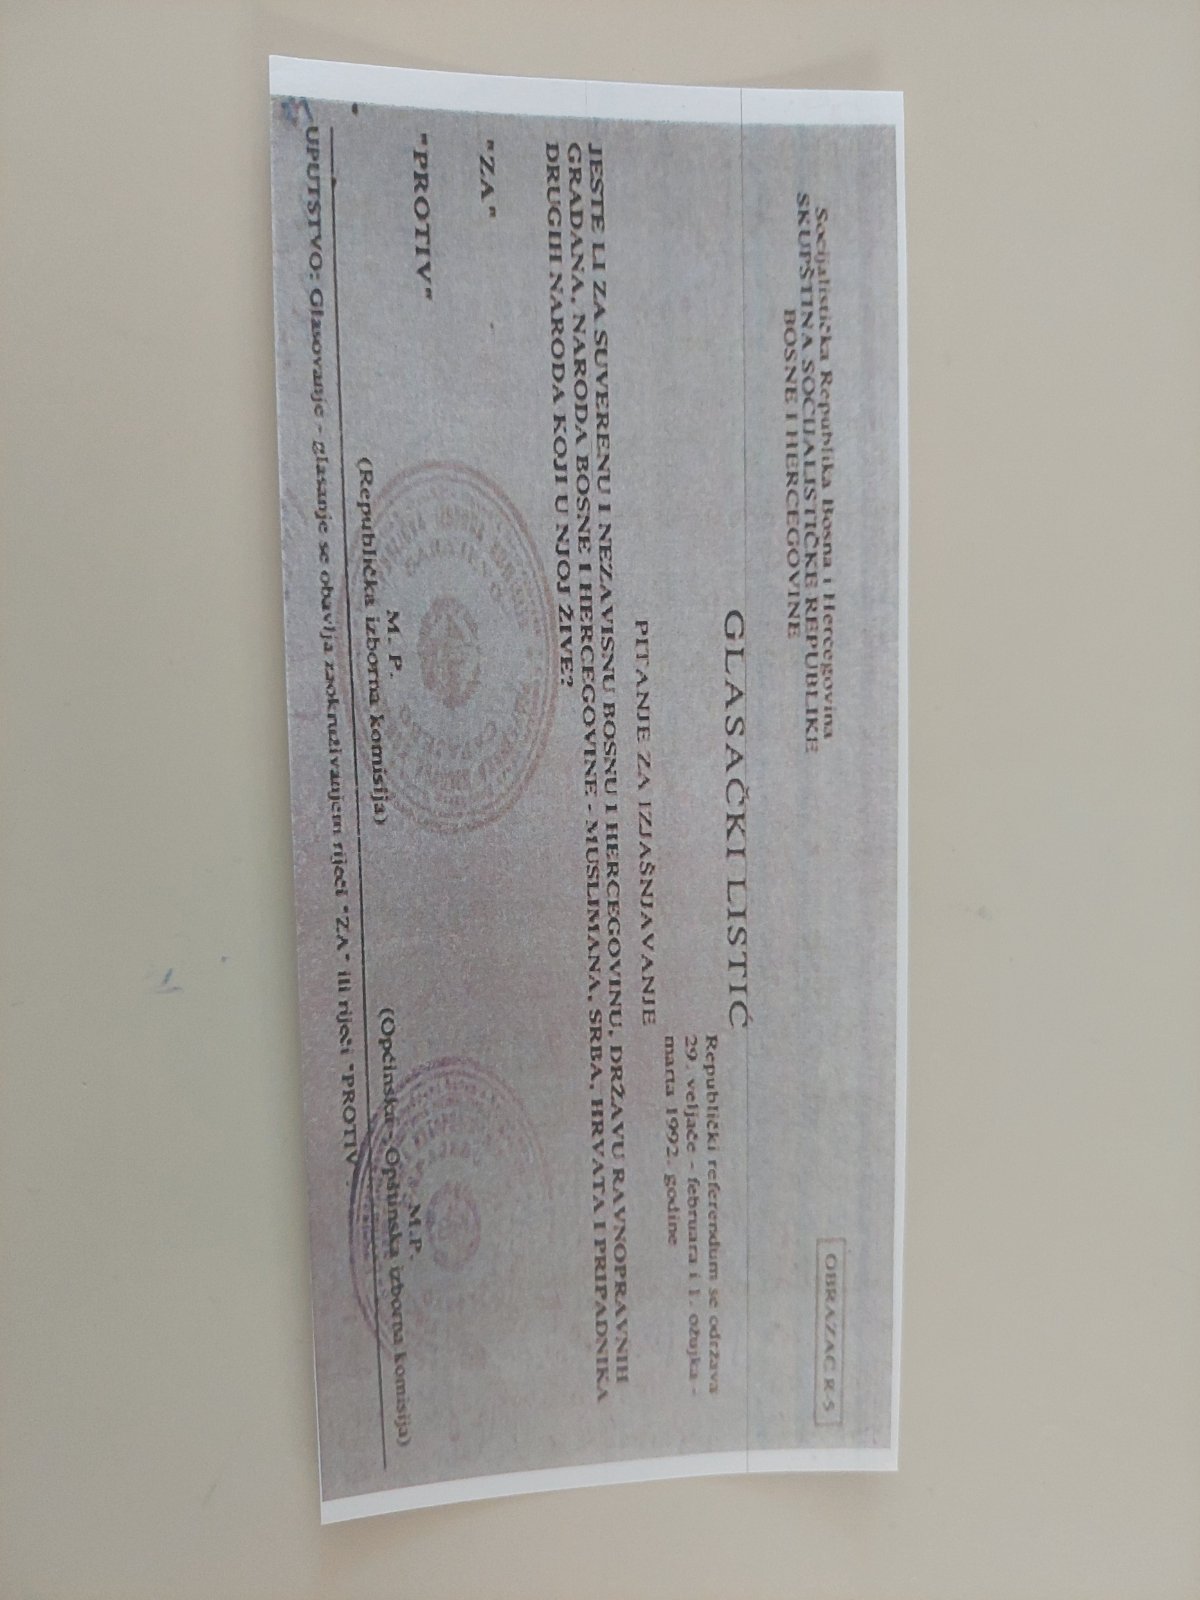 Socijalistička Republika Bosna i Hercegovina
SKUPŠTINA SOCIJALISTIČKE REPUBLIKE
BOSNE I HERCEGOVINE
OBRAZAC R-5
GLASAČKI LISTIĆ
Republički referendum se održava
29. veljače - februara i 1. ožujka -
marta 1992. godine
PITANJE ZA IZJAŠNJAVANJE
JESTE LI ZA SUVERENU I NEZAVISNU BOSNU I HERCEGOVINU, DRŽAVU RAVNOPRAVNIH
GRAĐANA, NARODA BOSNE I HERCEGOVINE - MUSLIMANA, SRBA, HRVATA I PRIPADNIKA
DRUGIH NARODA KOJI U NJOJ ŽIVE?
"ZA"
"PROTIV"
SARAJEVO
M. P.
(Republička izborna komisija)
M.P.
(Općinska - Opštinska izborna komisija)
UPUTSTVO: Glasovanje - glasanje se obavlja zaokruživanjem riječi "ZA" ili riječi "PROTIV".